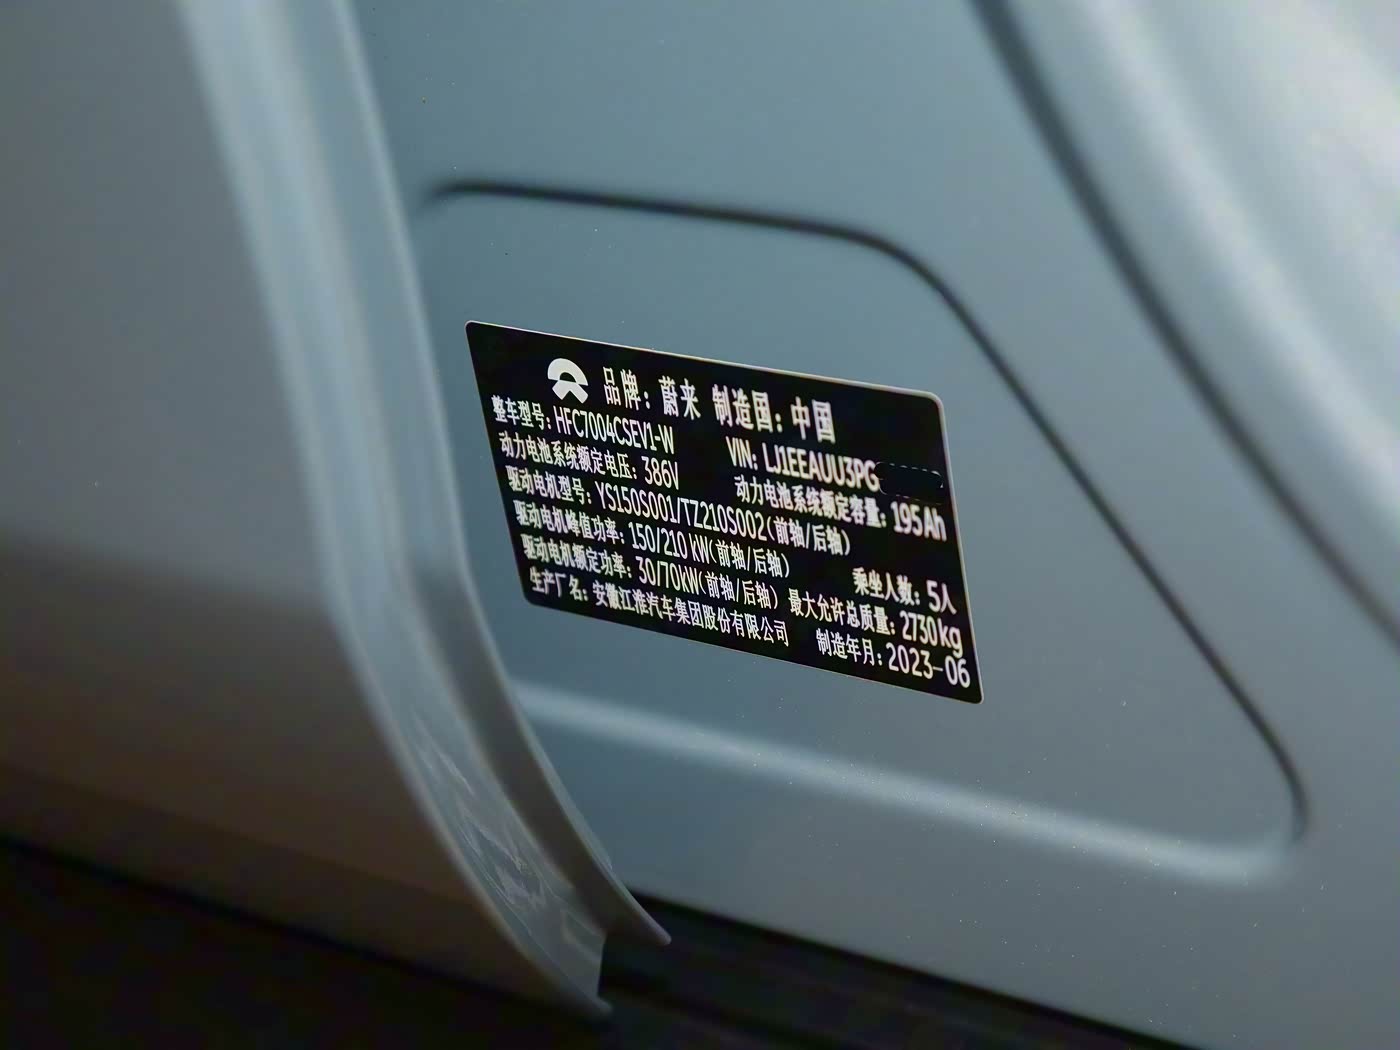 品牌：蔚来 制造国：中国
整车型号：HFC7004CSEV1-W VIN: LJ1EEAUU3PG
动力电池系统额定电压：386V 动力电池系统额定容量：195Ah
驱动电机型号：YS150S001/TZ210S002(前轴/后轴)
驱动电机峰值功率：150/210kW(前轴/后轴) 乘坐人数：5人
驱动电机额定功率：30/70kW(前轴/后轴) 最大允许总质量：2730kg
生产厂名：安徽江淮汽车集团股份有限公司 制造年月：2023-06